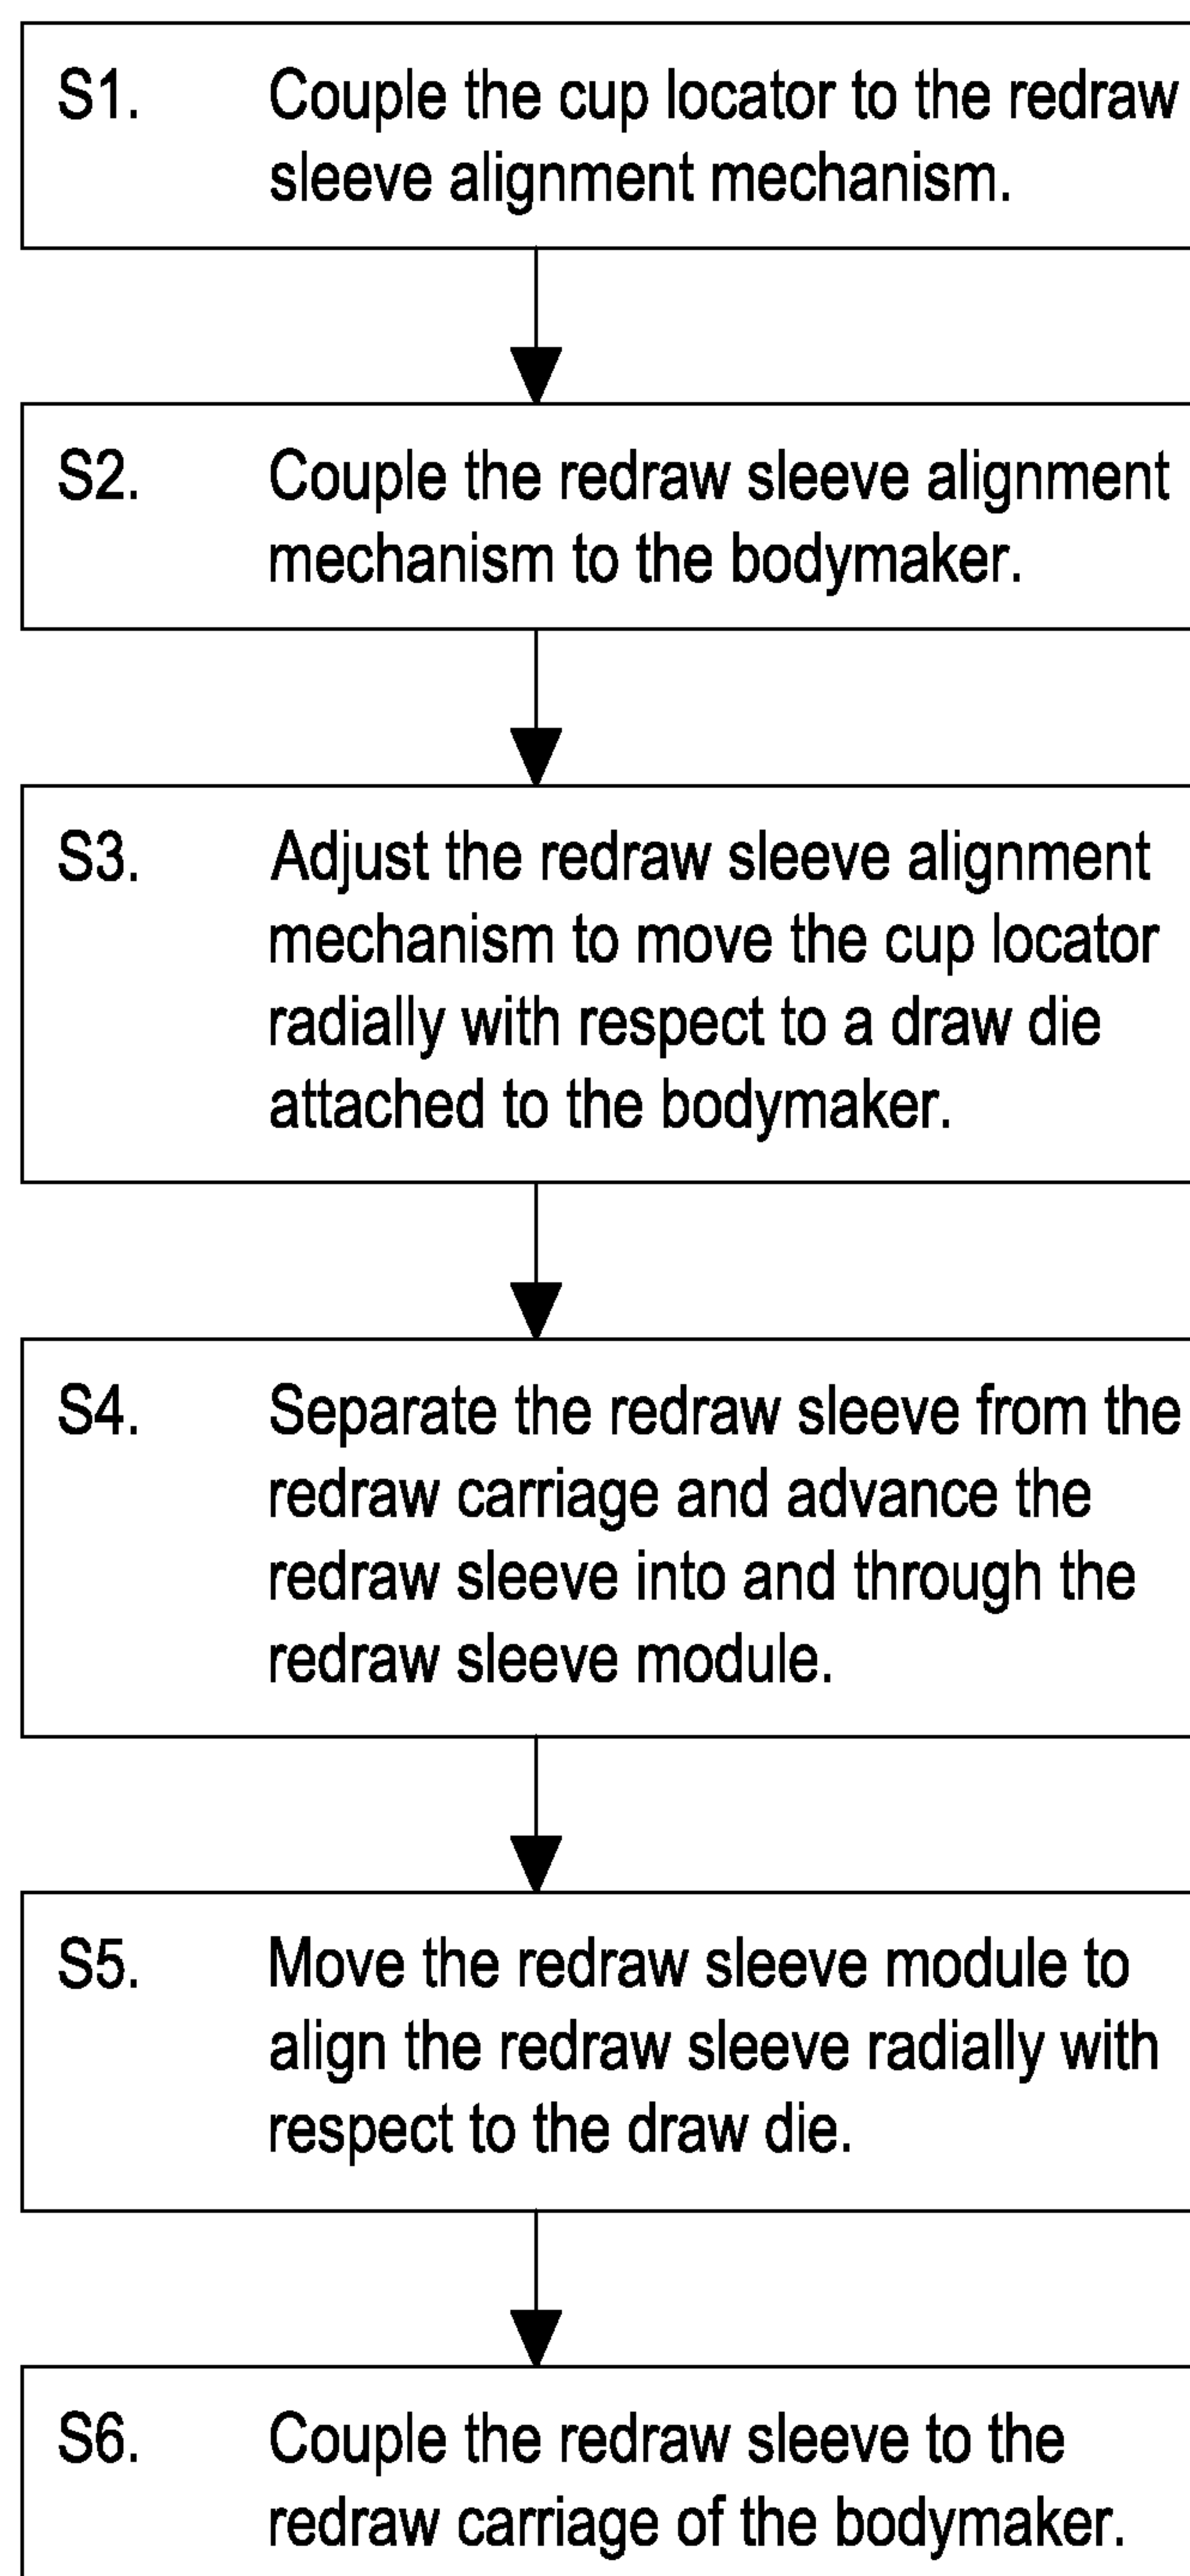 S1. Couple the cup locator to the redraw
sleeve alignment mechanism.
S2. Couple the redraw sleeve alignment
mechanism to the bodymaker.
S3. Adjust the redraw sleeve alignment
mechanism to move the cup locator
radially with respect to a draw die
attached to the bodymaker.
S4. Separate the redraw sleeve from the
redraw carriage and advance the
redraw sleeve into and through the
redraw sleeve module.
S5. Move the redraw sleeve module to
align the redraw sleeve radially with
respect to the draw die.
S6. Couple the redraw sleeve to the
redraw carriage of the bodymaker.